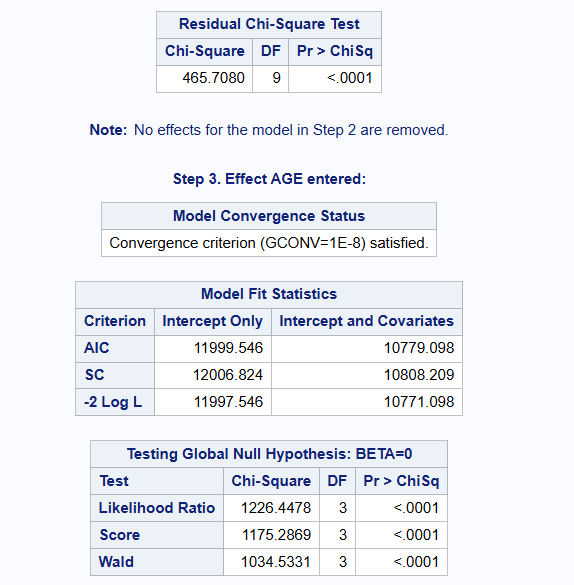 Residual Chi-Square Test
Chi-Square DF Pr > ChiSq
465.7080 9 <.0001
Note: No effects for the model in Step 2 are removed.
Step 3. Effect AGE entered:
Model Convergence Status
Convergence criterion (GCONV=1E-8) satisfied.
Model Fit Statistics
Criterion Intercept Only Intercept and Covariates
AIC 11999.546 10779.098
SC 12006.824 10808.209
-2 Log L 11997.546 10771.098
Testing Global Null Hypothesis: BETA=0
Test Chi-Square DF Pr > ChiSq
Likelihood Ratio 1226.4478 3 <.0001
Score 1175.2869 3 <.0001
Wald 1034.5331 3 <.0001